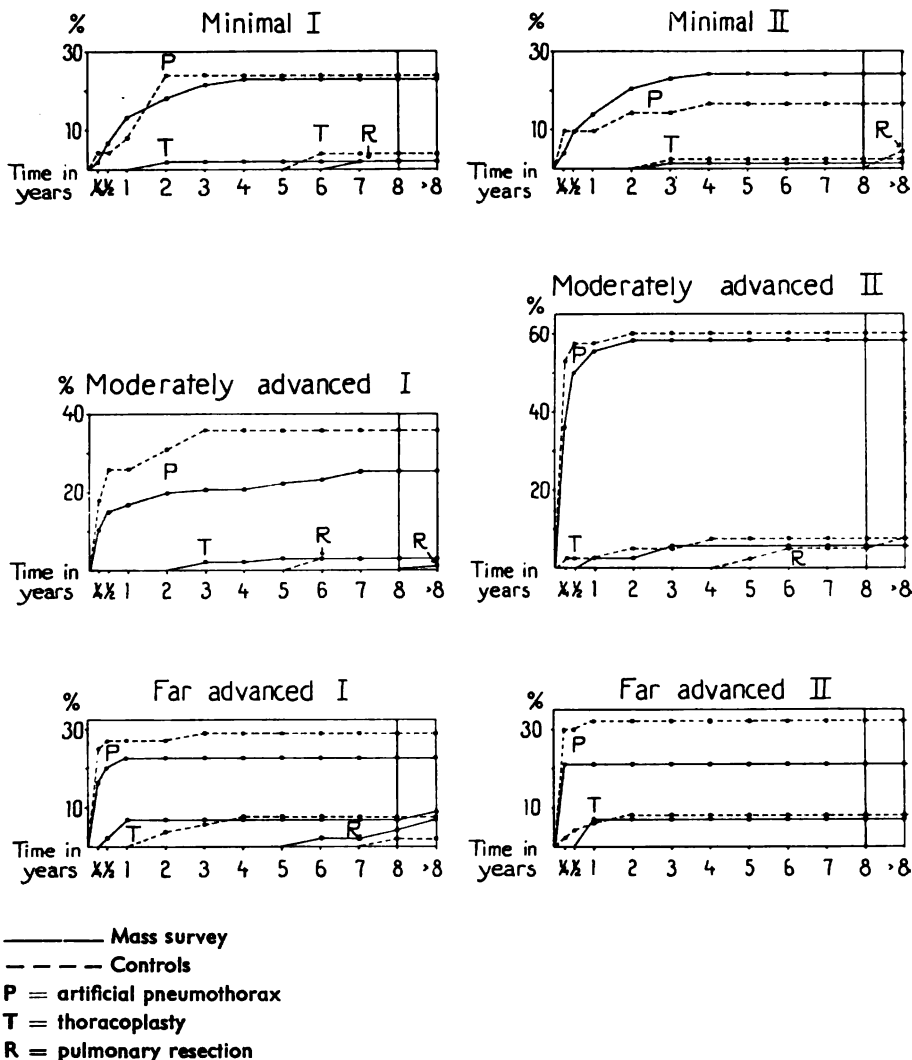 % Minimal I
30
10
P
T
T
R
Time in years ¼ ½ 1 2 3 4 5 6 7 8 >8
Minimal II
30
10
P
T
R
Time in years ¼ ½ 1 2 3 4 5 6 7 8 >8
% Moderately advanced I
40
20
P
T
R
R
Time in years ¼ ½ 1 2 3 4 5 6 7 8 >8
Moderately advanced II
%
60
40
20
P
T
R
Time in years ¼ ½ 1 2 3 4 5 6 7 8 >8
% Far advanced I
30
10
P
T
R
Time in years ¼ ½ 1 2 3 4 5 6 7 8 >8
% Far advanced II
30
10
P
T
Time in years ¼ ½ 1 2 3 4 5 6 7 8 >8
Mass survey
Controls
P = artificial pneumothorax
T = thoracoplasty
R = pulmonary resection